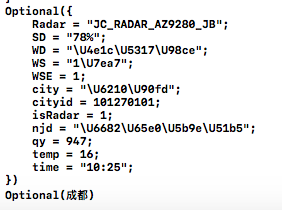 Optional({
Radar = "JC_RADAR_AZ9280_JB";
SD = "78%";
WD = "\U4e1c\U5317\U98ce";
WS = "1\U7ea7";
WSE = 1;
city = "\U6210\U90fd";
cityid = 101270101;
isRadar = 1;
njd = "\U6682\U65e0\U5b9e\U51b5";
qy = 947;
temp = 16;
time = "10:25";
})
Optional(成都)